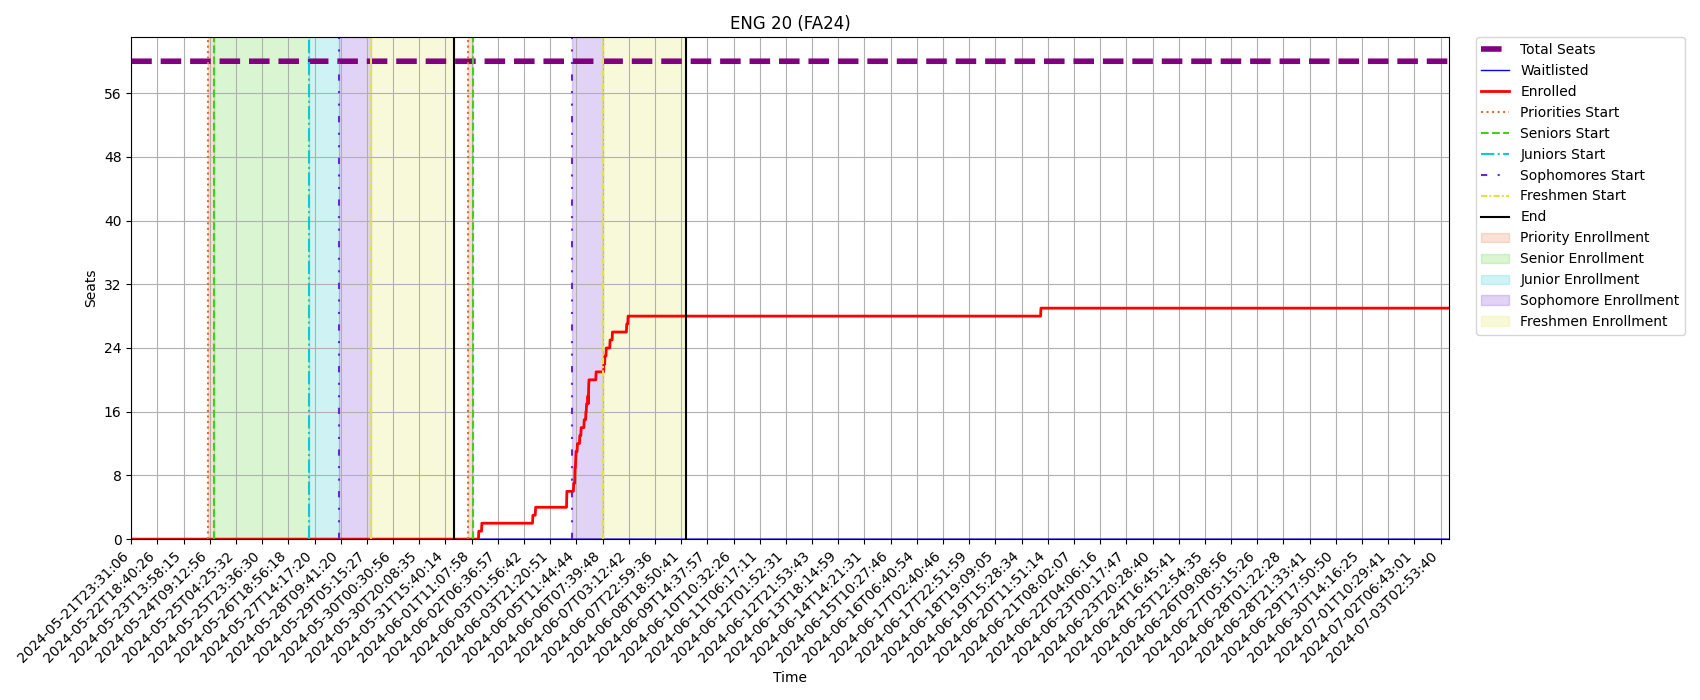 ENG 20 (FA24)
Total Seats
Waitlisted
Enrolled
Priorities Start
Seniors Start
Juniors Start
Sophomores Start
Freshmen Start
End
Priority Enrollment
Senior Enrollment
Junior Enrollment
Sophomore Enrollment
Freshmen Enrollment
Seats
56
48
40
32
24
16
8
0
2024-05-21T23:31:06
2024-05-22T18:40:26
2024-05-23T13:58:15
2024-05-24T09:12:56
2024-05-25T04:25:32
2024-05-25T23:36:30
2024-05-26T18:56:19
2024-05-27T14:17:20
2024-05-28T09:41:20
2024-05-29T05:15:27
2024-05-30T00:30:56
2024-05-30T20:08:35
2024-05-31T15:40:14
2024-06-01T11:07:58
2024-06-02T06:36:57
2024-06-03T01:56:42
2024-06-03T21:20:51
2024-06-05T11:44:44
2024-06-06T07:39:48
2024-06-07T03:12:42
2024-06-07T22:59:36
2024-06-08T18:50:41
2024-06-09T14:37:57
2024-06-10T10:32:26
2024-06-11T06:17:11
2024-06-12T01:52:31
2024-06-12T21:53:43
2024-06-13T18:14:59
2024-06-14T14:21:31
2024-06-15T10:27:46
2024-06-16T06:40:54
2024-06-17T02:40:46
2024-06-17T22:51:59
2024-06-18T19:09:05
2024-06-19T15:28:34
2024-06-20T11:51:14
2024-06-21T08:02:07
2024-06-22T04:06:16
2024-06-23T00:17:47
2024-06-23T20:28:40
2024-06-24T16:45:41
2024-06-25T12:54:35
2024-06-26T09:08:56
2024-06-27T05:15:26
2024-06-28T01:22:28
2024-06-28T21:33:41
2024-06-29T17:50:50
2024-06-30T14:16:25
2024-07-01T10:29:41
2024-07-02T06:43:01
2024-07-03T02:53:40
Time